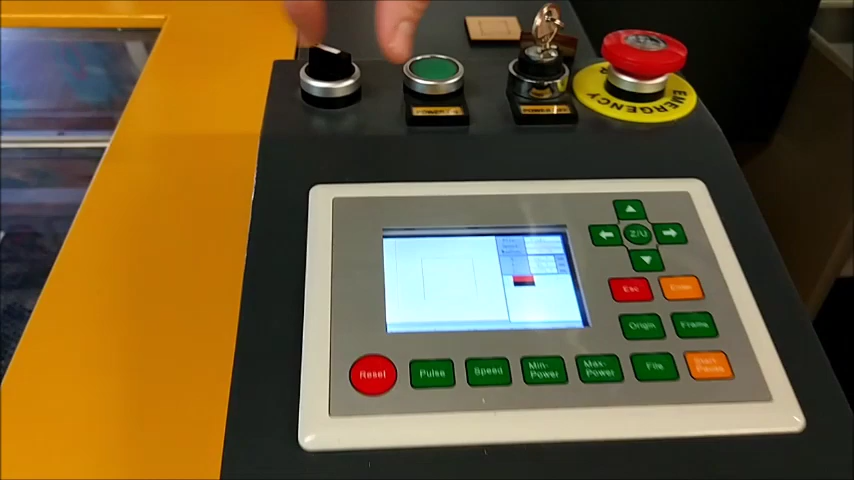 EMERGENCY
Z/U
Esc
Enter
Origin
Frame
Reset
Pulse
Speed
Min
Power
Max
Power
File
Start
Pause